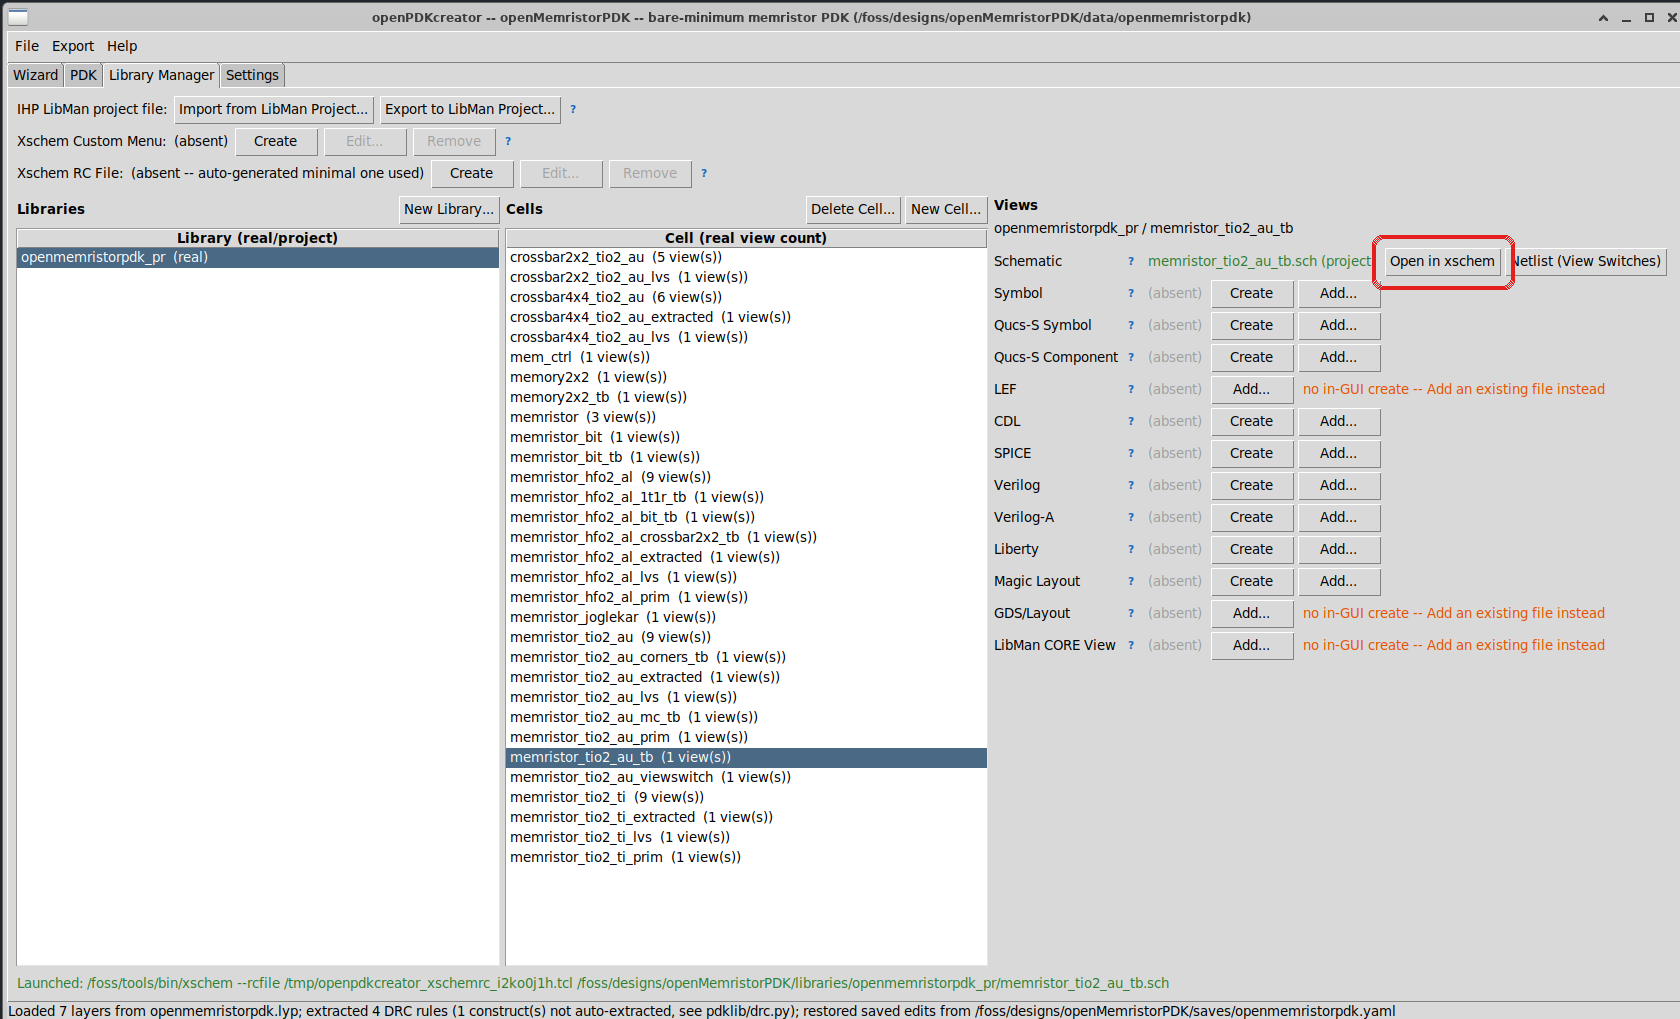 openPDKcreator -- openMemristorPDK -- bare-minimum memristor PDK (/foss/designs/openMemristorPDK/data/openmemristorpdk)
File Export Help
Wizard PDK Library Manager Settings
IHP LibMan project file: Import from LibMan Project... Export to LibMan Project... ?
Xschem Custom Menu: (absent) Create Edit... Remove ?
Xschem RC File: (absent -- auto-generated minimal one used) Create Edit... Remove ?
Libraries New Library...
Library (real/project)
openmemristorpdk_pr (real)
Cells Delete Cell... New Cell...
Cell (real view count)
crossbar2x2_tio2_au (5 view(s))
crossbar2x2_tio2_au_lvs (1 view(s))
crossbar4x4_tio2_au (6 view(s))
crossbar4x4_tio2_au_extracted (1 view(s))
crossbar4x4_tio2_au_lvs (1 view(s))
mem_ctrl (1 view(s))
memory2x2 (1 view(s))
memory2x2_tb (1 view(s))
memristor (3 view(s))
memristor_bit (1 view(s))
memristor_bit_tb (1 view(s))
memristor_hfo2_al (9 view(s))
memristor_hfo2_al_1t1r_tb (1 view(s))
memristor_hfo2_al_bit_tb (1 view(s))
memristor_hfo2_al_crossbar2x2_tb (1 view(s))
memristor_hfo2_al_extracted (1 view(s))
memristor_hfo2_al_lvs (1 view(s))
memristor_hfo2_al_prim (1 view(s))
memristor_joglekar (1 view(s))
memristor_tio2_au (9 view(s))
memristor_tio2_au_corners_tb (1 view(s))
memristor_tio2_au_extracted (1 view(s))
memristor_tio2_au_lvs (1 view(s))
memristor_tio2_au_mc_tb (1 view(s))
memristor_tio2_au_prim (1 view(s))
memristor_tio2_au_tb (1 view(s))
memristor_tio2_au_viewswitch (1 view(s))
memristor_tio2_ti (9 view(s))
memristor_tio2_ti_extracted (1 view(s))
memristor_tio2_ti_lvs (1 view(s))
memristor_tio2_ti_prim (1 view(s))
Views
openmemristorpdk_pr / memristor_tio2_au_tb
Schematic ? memristor_tio2_au_tb.sch (project Open in xschem Netlist (View Switches)
Symbol ? (absent) Create Add...
Qucs-S Symbol ? (absent) Create Add...
Qucs-S Component ? (absent) Create Add...
LEF ? (absent) Add... no in-GUI create -- Add an existing file instead
CDL ? (absent) Create Add...
SPICE ? (absent) Create Add...
Verilog ? (absent) Create Add...
Verilog-A ? (absent) Create Add...
Liberty ? (absent) Create Add...
Magic Layout ? (absent) Create Add...
GDS/Layout ? (absent) Add... no in-GUI create -- Add an existing file instead
LibMan CORE View ? (absent) Add... no in-GUI create -- Add an existing file instead
Launched: /foss/tools/bin/xschem --rcfile /tmp/openpdkcreator_xschemrc_i2ko0j1h.tcl /foss/designs/openMemristorPDK/libraries/openmemristorpdk_pr/memristor_tio2_au_tb.sch
Loaded 7 layers from openmemristorpdk.lyp; extracted 4 DRC rules (1 construct(s) not auto-extracted, see pdklib/drc.py); restored saved edits from /foss/designs/openMemristorPDK/saves/openmemristorpdk.yaml